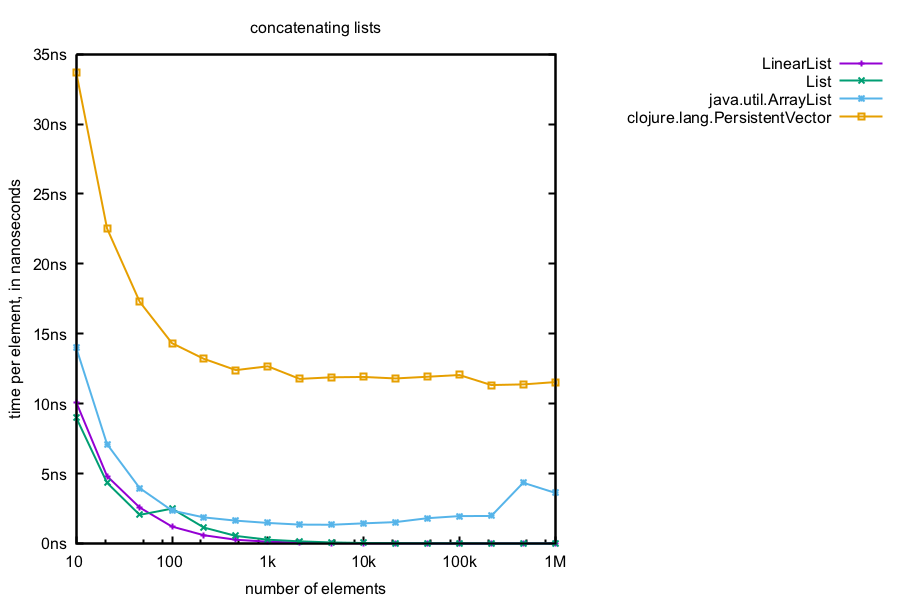 concatenating lists
LinearList
List
java.util.ArrayList
clojure.lang.PersistentVector
time per element, in nanoseconds
35ns
30ns
25ns
20ns
15ns
10ns
5ns
0ns
10 100 1k 10k 100k 1M
number of elements